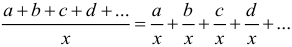 (a+b+c+d+...)/x = a/x + b/x + c/x + d/x + ...